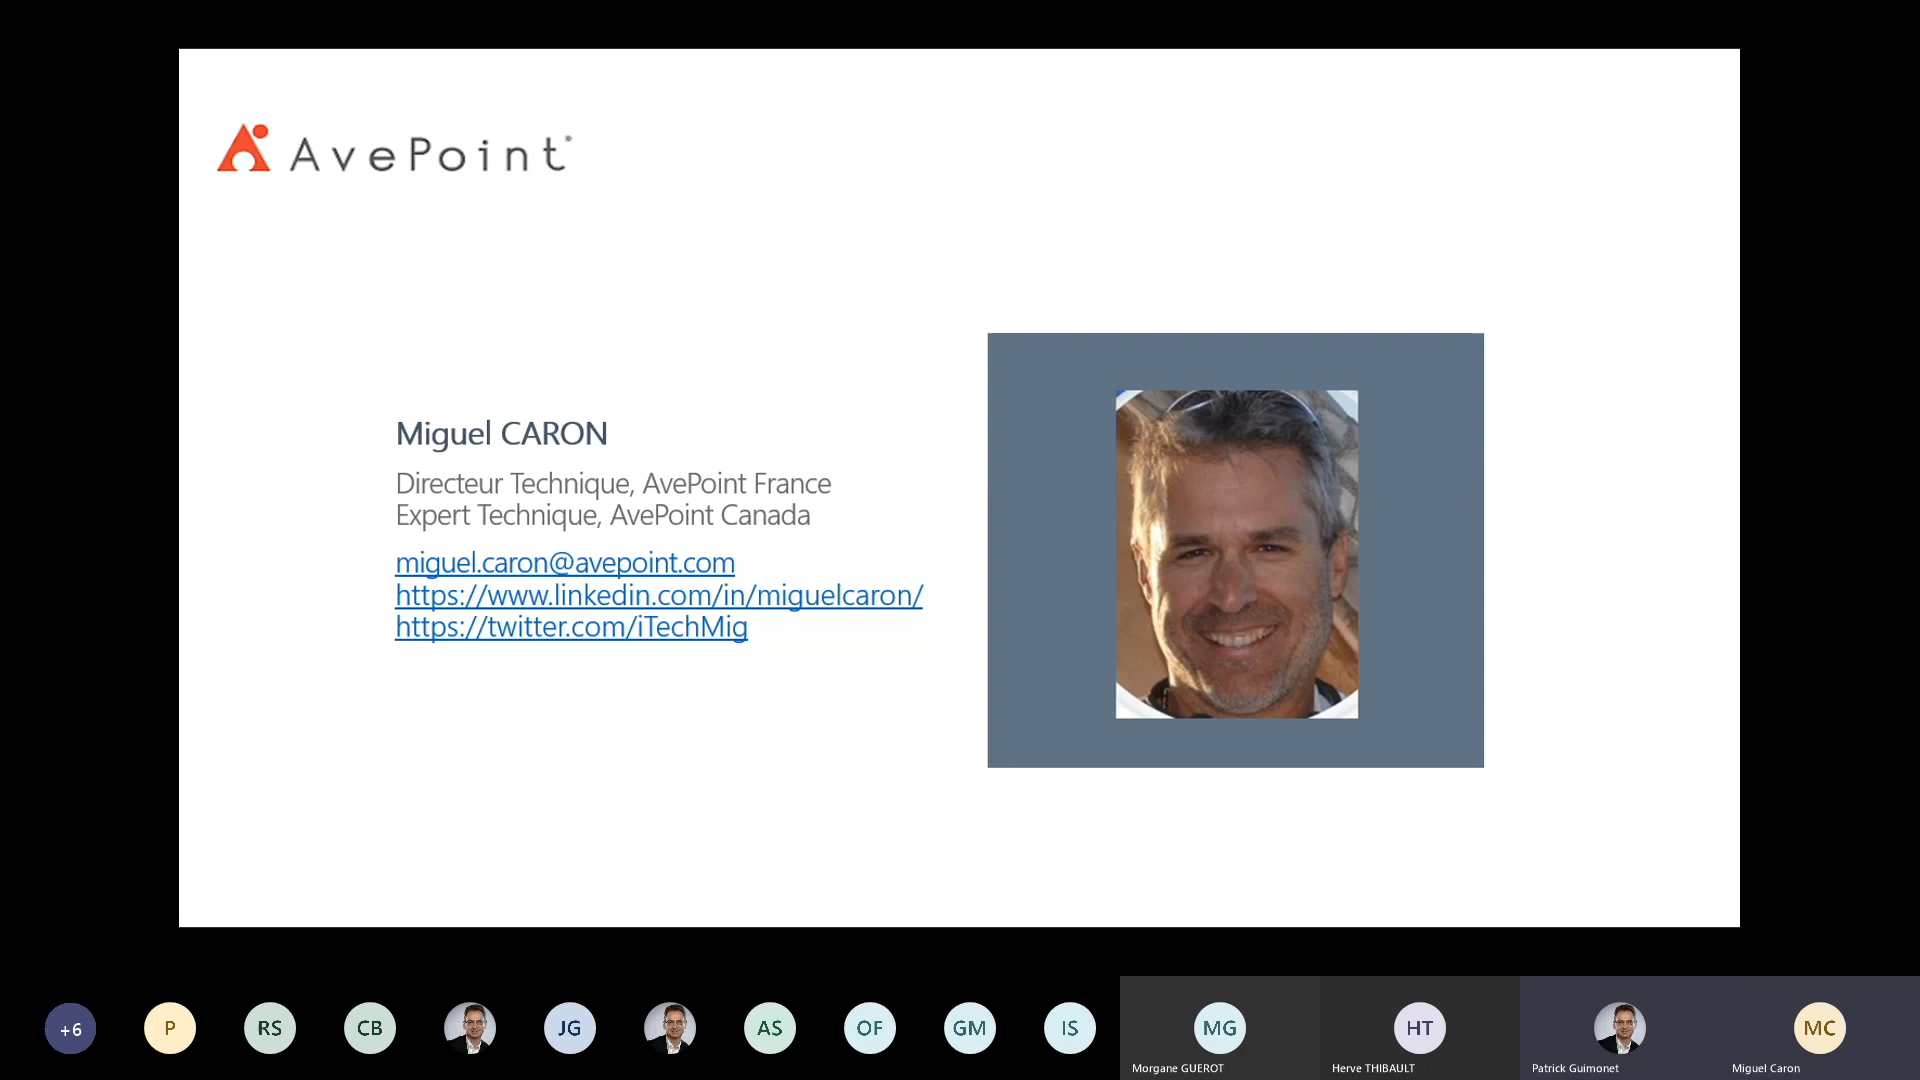 AvePoint®
Miguel CARON
Directeur Technique, AvePoint France
Expert Technique, AvePoint Canada
miguel.caron@avepoint.com
https://www.linkedin.com/in/miguelcaron/
https://twitter.com/iTechMig
+6
P
RS
CB
JG
AS
OF
GM
IS
MG
HT
MC
Morgane GUEROT
Herve THIBAULT
Patrick Guimonet
Miguel Caron